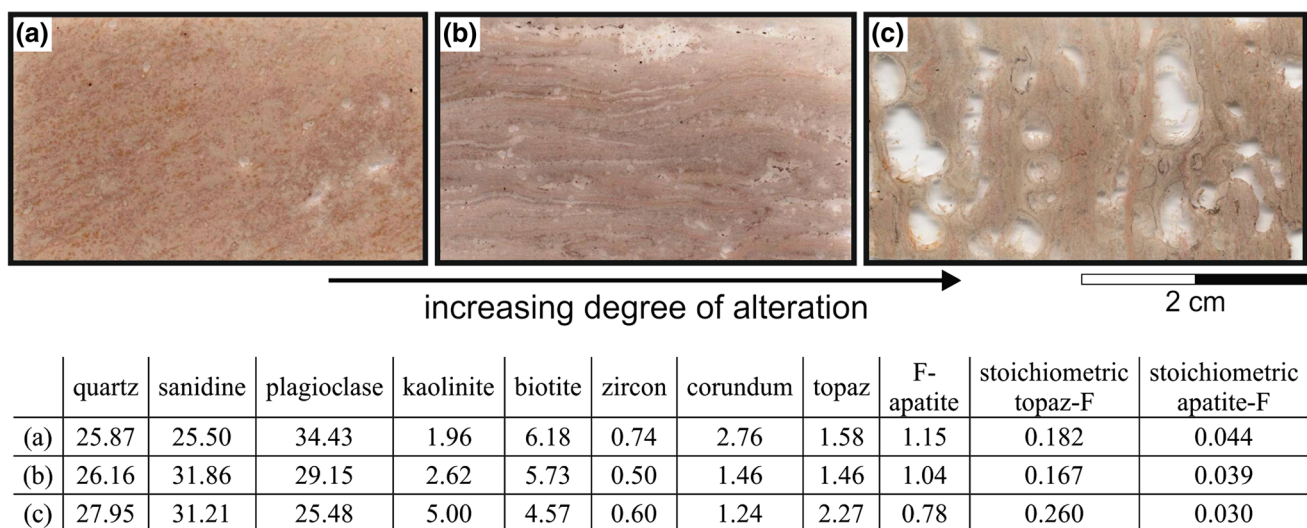 (a) (b) (c)
increasing degree of alteration
2 cm
quartz sanidine plagioclase kaolinite biotite zircon corundum topaz F-apatite stoichiometric topaz-F stoichiometric apatite-F
(a) 25.87 25.50 34.43 1.96 6.18 0.74 2.76 1.58 1.15 0.182 0.044
(b) 26.16 31.86 29.15 2.62 5.73 0.50 1.46 1.46 1.04 0.167 0.039
(c) 27.95 31.21 25.48 5.00 4.57 0.60 1.24 2.27 0.78 0.260 0.030